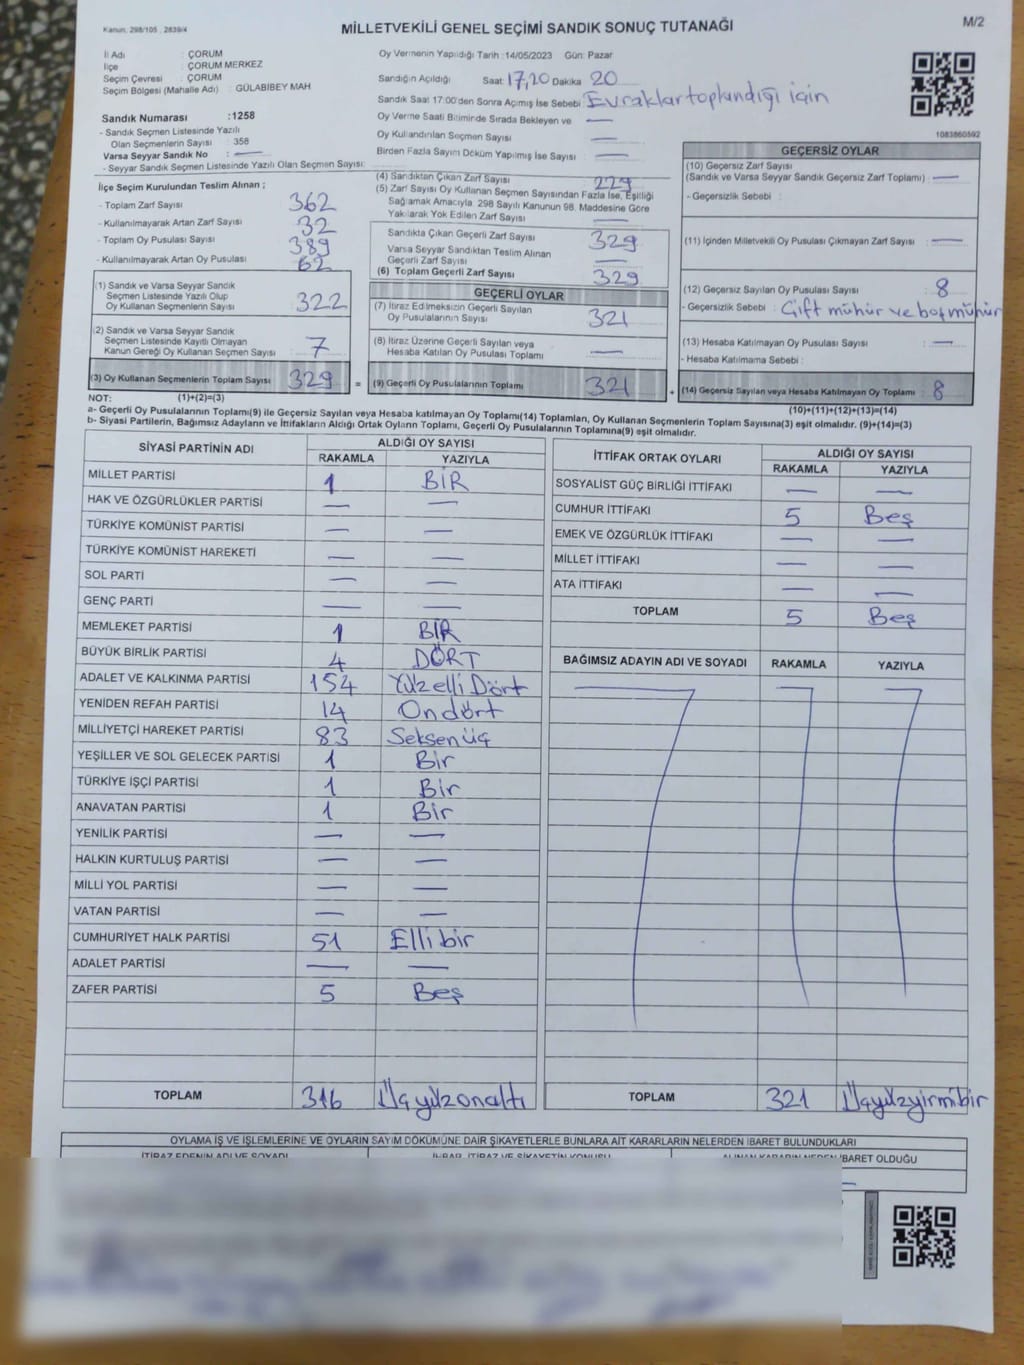 Kanun: 298/105 , 2839/4
MİLLETVEKİLİ GENEL SEÇİMİ SANDIK SONUÇ TUTANAĞI
M/2
İl Adı : ÇORUM
İlçe : ÇORUM MERKEZ
Seçim Çevresi : ÇORUM
Seçim Bölgesi (Mahalle Adı) : GÜLABİBEY MAH
Oy Vermenin Yapıldığı Tarih :14/05/2023 Gün: Pazar
Sandığın Açıldığı Saat: 17,20 Dakika 20
Sandık Saat 17:00'den Sonra Açımış İse Sebebi: Evraklar toplandığı için
Oy Verme Saati Bitiminde Sırada Bekleyen ve —
Oy Kullandırılan Seçmen Sayısı : —
Birden Fazla Sayım Döküm Yapılmış İse Sayısı : —
1083860592
Sandık Numarası :1258
- Sandık Seçmen Listesinde Yazılı
Olan Seçmenlerin Sayısı : 358
Varsa Seyyar Sandık No : —
- Seyyar Sandık Seçmen Listesinde Yazılı Olan Seçmen Sayısı:
İlçe Seçim Kurulundan Teslim Alınan ;
- Toplam Zarf Sayısı : 362
- Kullanılmayarak Artan Zarf Sayısı : 32
- Toplam Oy Pusulası Sayısı : 389
- Kullanılmayarak Artan Oy Pusulası : 62
(1) Sandık ve Varsa Seyyar Sandık
Seçmen Listesinde Yazılı Olup
Oy Kullanan Seçmenlerin Sayısı : 322
(2) Sandık ve Varsa Seyyar Sandık
Seçmen Listesinde Kayıtlı Olmayan
Kanun Gereği Oy Kullanan Seçmen Sayısı : 7
(3) Oy Kullanan Seçmenlerin Toplam Sayısı : 329
(4) Sandıktan Çıkan Zarf Sayısı : 229
(5) Zarf Sayısı Oy Kullanan Seçmen Sayısından Fazla İse, Eşitliği
Sağlamak Amacıyla 298 Sayılı Kanunun 98. Maddesine Göre
Yakılarak Yok Edilen Zarf Sayısı : —
Sandıkta Çıkan Geçerli Zarf Sayısı : 329
Varsa Seyyar Sandıktan Teslim Alınan
Geçerli Zarf Sayısı : —
(6) Toplam Geçerli Zarf Sayısı : 329
GEÇERLİ OYLAR
(7) İtiraz Edilmeksizin Geçerli Sayılan
Oy Pusulalarının Sayısı : 321
(8) İtiraz Üzerine Geçerli Sayılan veya
Hesaba Katılan Oy Pusulası Toplamı : —
= (9) Geçerli Oy Pusulalarının Toplamı : 321
GEÇERSİZ OYLAR
(10) Geçersiz Zarf Sayısı
(Sandık ve Varsa Seyyar Sandık Geçersiz Zarf Toplamı) : —
- Geçersizlik Sebebi :
(11) İçinden Milletvekili Oy Pusulası Çıkmayan Zarf Sayısı : —
(12) Geçersiz Sayılan Oy Pusulası Sayısı : 8
- Geçersizlik Sebebi : Çift mühür ve boş mühür
(13) Hesaba Katılmayan Oy Pusulası Sayısı : —
- Hesaba Katılmama Sebebi :
+ (14) Geçersiz Sayılan veya Hesaba Katılmayan Oy Toplamı : 8
NOT: (1)+(2)=(3)
(10)+(11)+(12)+(13)=(14)
a- Geçerli Oy Pusulalarının Toplamı(9) ile Geçersiz Sayılan veya Hesaba katılmayan Oy Toplamı(14) Toplamları, Oy Kullanan Seçmenlerin Toplam Sayısına(3) eşit olmalıdır. (9)+(14)=(3)
b- Siyasi Partilerin, Bağımsız Adayların ve İttifakların Aldığı Ortak Oyların Toplamı, Geçerli Oy Pusulalarının Toplamına(9) eşit olmalıdır.
SİYASİ PARTİNİN ADI ALDIĞI OY SAYISI
RAKAMLA YAZIYLA
MİLLET PARTİSİ 1 BİR
HAK VE ÖZGÜRLÜKLER PARTİSİ — —
TÜRKİYE KOMÜNİST PARTİSİ — —
TÜRKİYE KOMÜNİST HAREKETİ — —
SOL PARTİ — —
GENÇ PARTİ — —
MEMLEKET PARTİSİ 1 BİR
BÜYÜK BİRLİK PARTİSİ 4 DÖRT
ADALET VE KALKINMA PARTİSİ 154 Yüzelli Dört
YENİDEN REFAH PARTİSİ 14 Ondört
MİLLİYETÇİ HAREKET PARTİSİ 83 Seksenüç
YEŞİLLER VE SOL GELECEK PARTİSİ 1 Bir
TÜRKİYE İŞÇİ PARTİSİ 1 Bir
ANAVATAN PARTİSİ 1 Bir
YENİLİK PARTİSİ — —
HALKIN KURTULUŞ PARTİSİ — —
MİLLİ YOL PARTİSİ — —
VATAN PARTİSİ — —
CUMHURİYET HALK PARTİSİ 51 Ellibir
ADALET PARTİSİ — —
ZAFER PARTİSİ 5 Beş
TOPLAM 316 Üçyüzonaltı
İTTİFAK ORTAK OYLARI ALDIĞI OY SAYISI
RAKAMLA YAZIYLA
SOSYALİST GÜÇ BİRLİĞİ İTTİFAKI — —
CUMHUR İTTİFAKI 5 Beş
EMEK VE ÖZGÜRLÜK İTTİFAKI — —
MİLLET İTTİFAKI — —
ATA İTTİFAKI — —
TOPLAM 5 Beş
BAĞIMSIZ ADAYIN ADI VE SOYADI RAKAMLA YAZIYLA
TOPLAM 321 Üçyüzyirmibir
OYLAMA İŞ VE İŞLEMLERİNE VE OYLARIN SAYIM DÖKÜMÜNE DAİR ŞİKAYETLERLE BUNLARA AİT KARARLARIN NELERDEN İBARET BULUNDUKLARI
İTİRAZ EDENİN ADI VE SOYADI İHBAR, İTİRAZ VE ŞİKAYETİN KONUSU ALINAN KARARIN NEDEN İBARET OLDUĞU